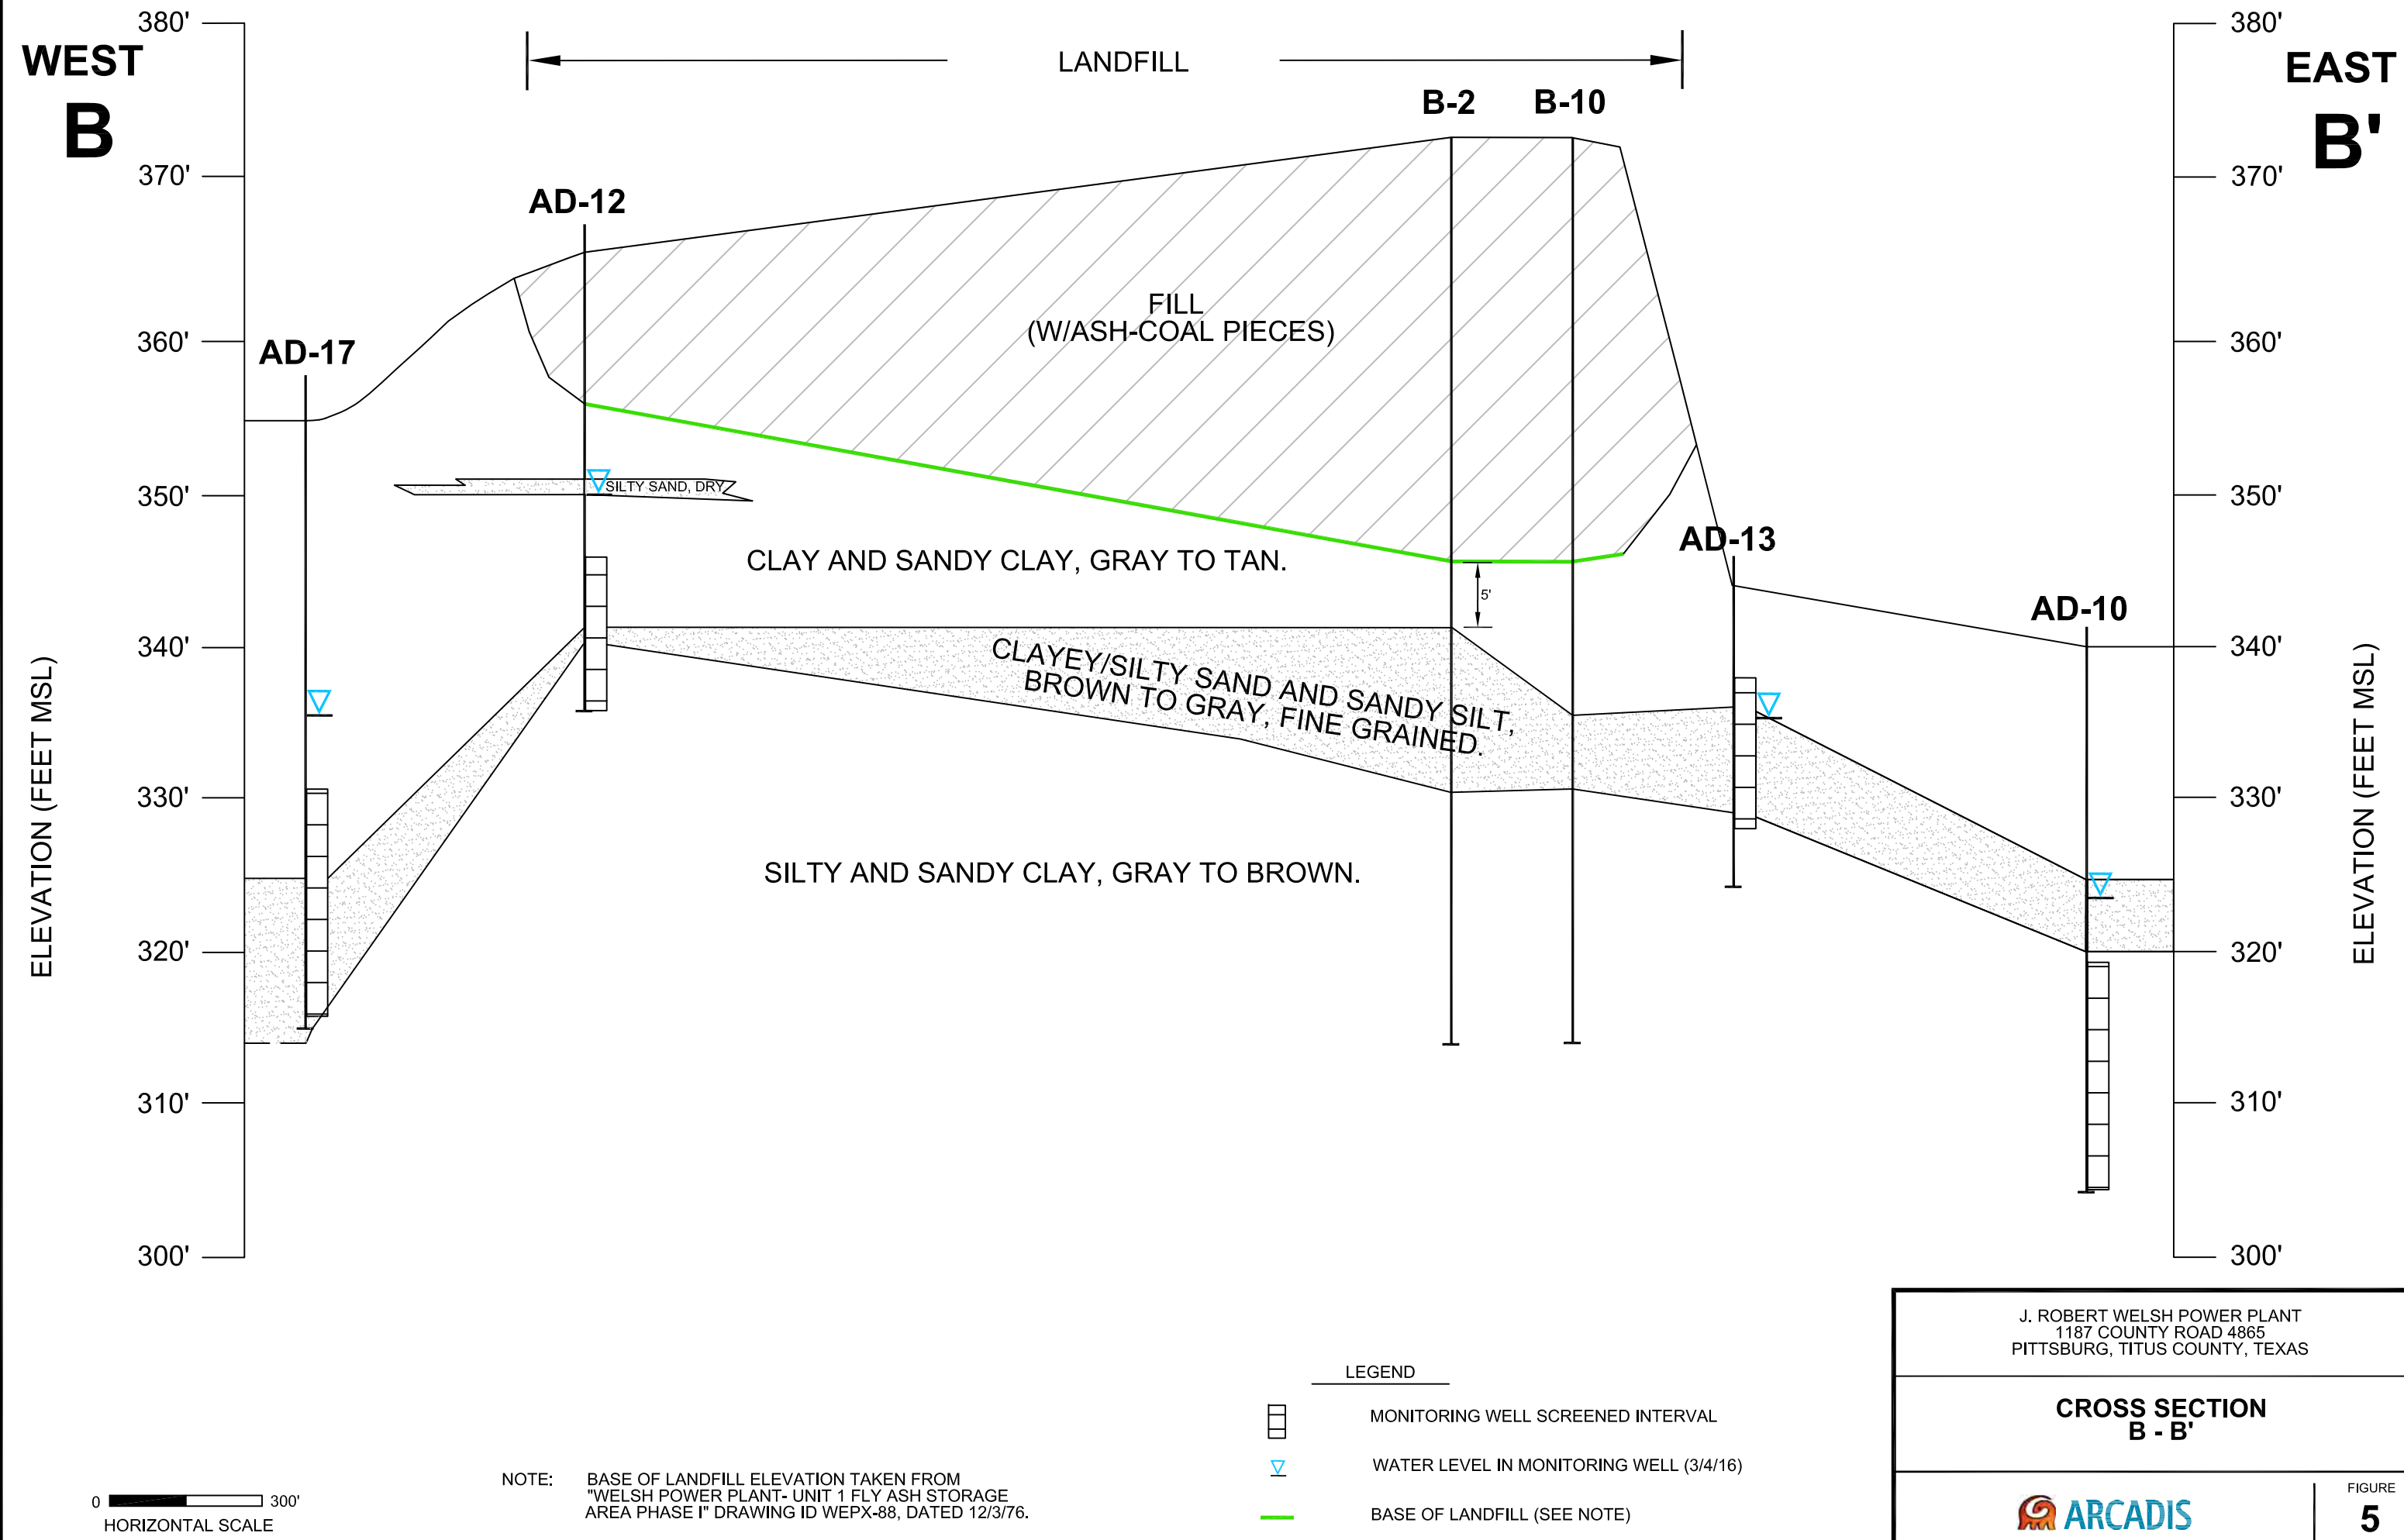 WEST
B
EAST
B'
380'
370'
360'
350'
340'
330'
320'
310'
300'
ELEVATION (FEET MSL)
LANDFILL
AD-17
AD-12
B-2
B-10
AD-13
AD-10
FILL
(W/ASH-COAL PIECES)
SILTY SAND, DRY
CLAY AND SANDY CLAY, GRAY TO TAN.
5'
CLAYEY/SILTY SAND AND SANDY SILT,
BROWN TO GRAY, FINE GRAINED.
SILTY AND SANDY CLAY, GRAY TO BROWN.
380'
370'
360'
350'
340'
330'
320'
310'
300'
ELEVATION (FEET MSL)
0 300'
HORIZONTAL SCALE
NOTE: BASE OF LANDFILL ELEVATION TAKEN FROM
"WELSH POWER PLANT- UNIT 1 FLY ASH STORAGE
AREA PHASE I" DRAWING ID WEPX-88, DATED 12/3/76.
LEGEND
MONITORING WELL SCREENED INTERVAL
WATER LEVEL IN MONITORING WELL (3/4/16)
BASE OF LANDFILL (SEE NOTE)
J. ROBERT WELSH POWER PLANT
1187 COUNTY ROAD 4865
PITTSBURG, TITUS COUNTY, TEXAS
CROSS SECTION
B - B'
ARCADIS
FIGURE
5